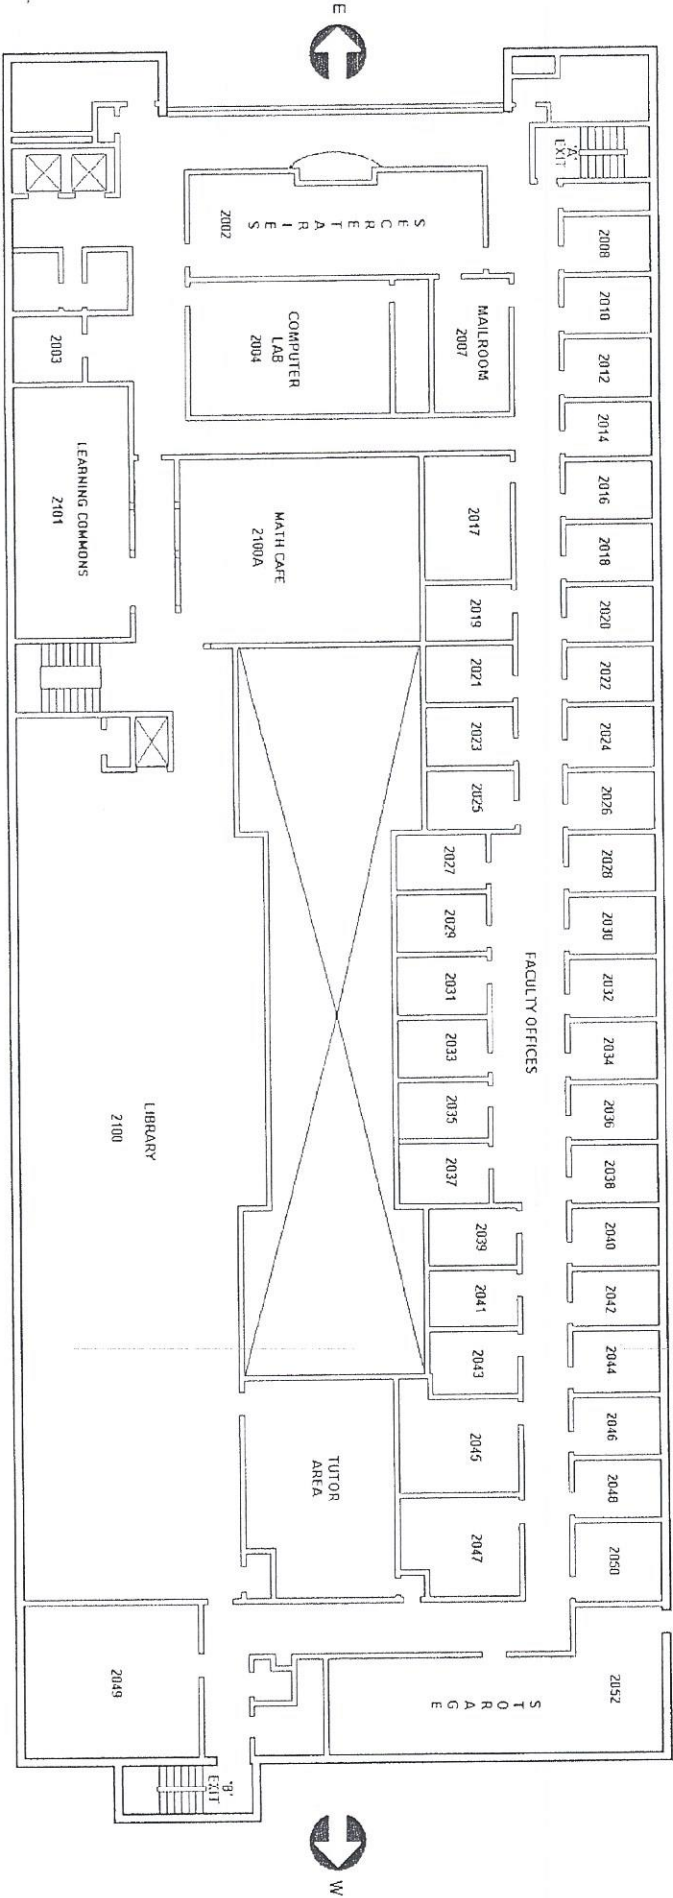 E
'A'
EXIT
2008
2010
2012
2014
2016
2018
2020
2022
2024
2026
2028
2030
2032
2034
2036
2038
2040
2042
2044
2046
2048
2050
2052
STORAGE
FACULTY OFFICES
SECRETARIES
2002
MAILROOM
2007
COMPUTER
LAB
2004
2017
2019
2021
2023
2025
2027
2029
2031
2033
2035
2037
2039
2041
2043
2045
2047
MATH CAFE
2100A
TUTOR
AREA
2003
LEARNING COMMONS
2101
LIBRARY
2100
2049
'B'
EXIT
W